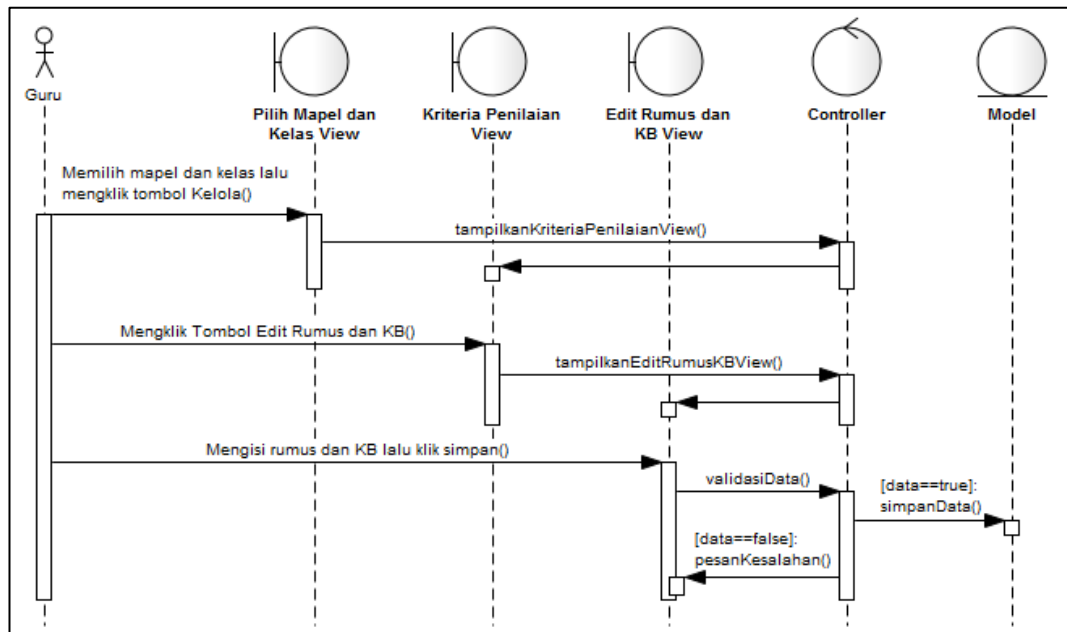 Guru
Pilih Mapel dan
Kelas View
Kriteria Penilaian
View
Edit Rumus dan
KB View
Controller
Model
Memilih mapel dan kelas lalu
mengklik tombol Kelola()
tampilkanKriteriaPenilaianView()
Mengklik Tombol Edit Rumus dan KB()
tampilkanEditRumusKBView()
Mengisi rumus dan KB lalu klik simpan()
validasiData()
[data==true]:
simpanData()
[data==false]:
pesanKesalahan()